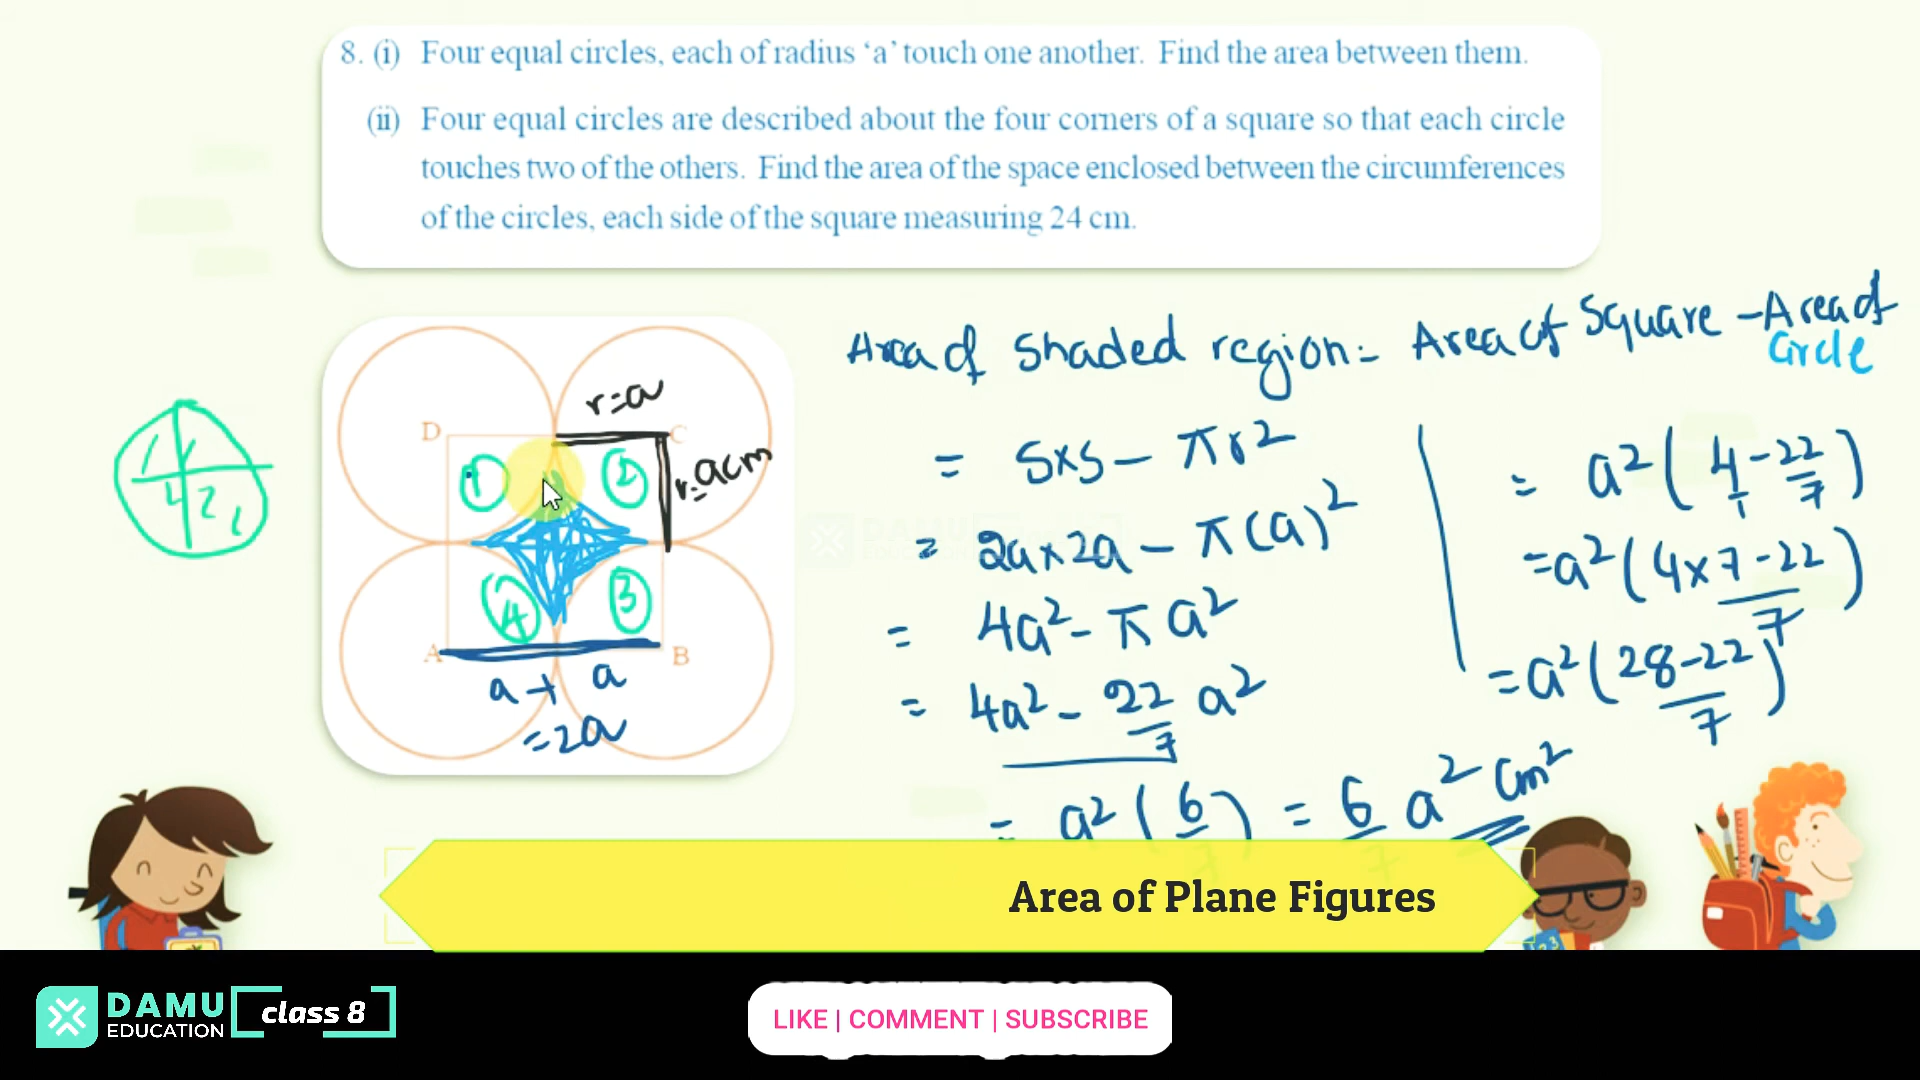 8. (i) Four equal circles, each of radius ‘a’ touch one another. Find the area between them.
(ii) Four equal circles are described about the four corners of a square so that each circle
touches two of the others. Find the area of the space enclosed between the circumferences
of the circles, each side of the square measuring 24 cm.
D
C
A
B
r=a
r=acm
1
2
4
3
a + a
=2a
Area of Shaded region = Area of Square - Area of
Circle
= S×S - πr²
= 2a×2a - π(a)²
= 4a² - πa²
= 4a² - 22/7 a²
= a²(4/1 - 22/7)
= a²(4×7-22/7)
= a²(28-22/7)
= a²(6/7) = 6/7 a² cm²
Area of Plane Figures
DAMU
EDUCATION
class 8
LIKE | COMMENT | SUBSCRIBE